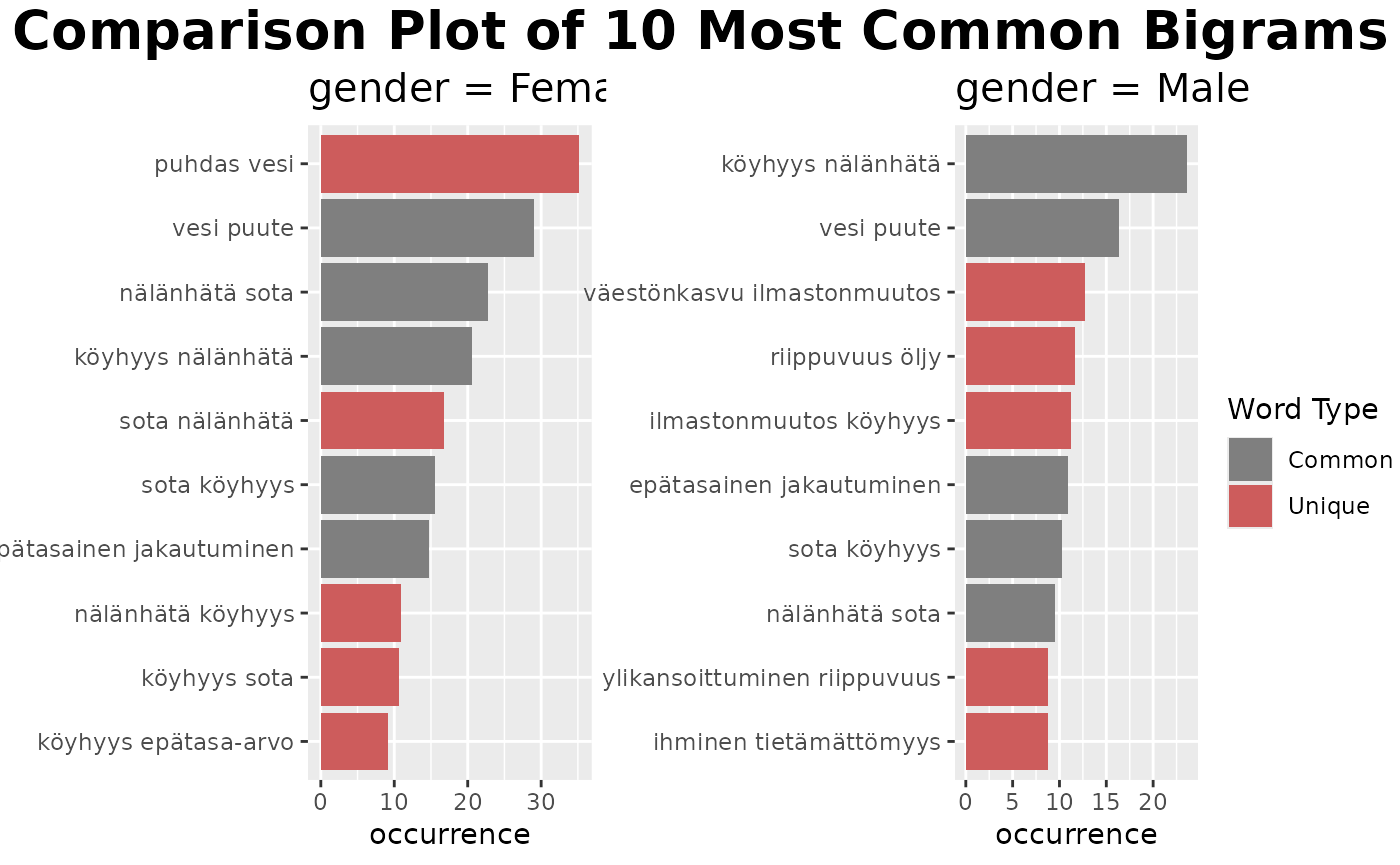 Comparison Plot of 10 Most Common Bigrams
gender = Fema
puhdas vesi
vesi puute
nälänhätä sota
köyhyys nälänhätä
sota nälänhätä
sota köyhyys
pätasainen jakautuminen
nälänhätä köyhyys
köyhyys sota
köyhyys epätasa-arvo
0 10 20 30
occurrence
gender = Male
köyhyys nälänhätä
vesi puute
väestönkasvu ilmastonmuutos
riippuvuus öljy
ilmastonmuutos köyhyys
epätasainen jakautuminen
sota köyhyys
nälänhätä sota
ylikansoittuminen riippuvuus
ihminen tietämättömyys
0 5 10 15 20
occurrence
Word Type
Common
Unique